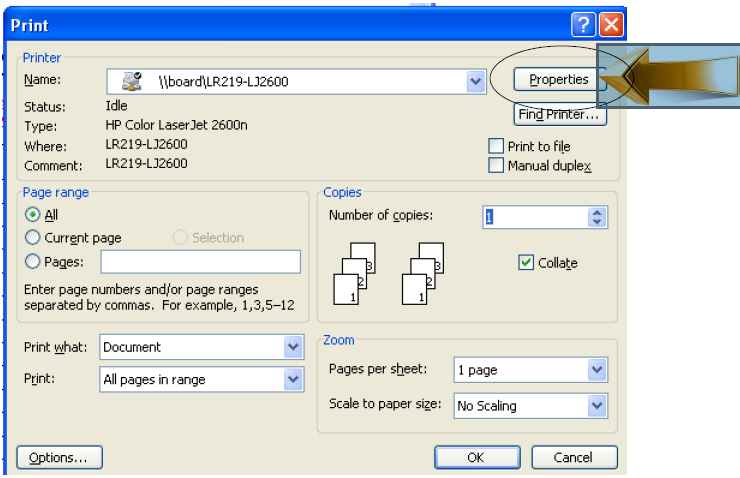 Print
Printer
Name: \\board\LR219-LJ2600 Properties
Status: Idle Find Printer...
Type: HP Color LaserJet 2600n
Where: LR219-LJ2600 Print to file
Comment: LR219-LJ2600 Manual duplex
Page range
All
Current page Selection
Pages:
Enter page numbers and/or page ranges
separated by commas. For example, 1,3,5–12
Copies
Number of copies: 1
3 3
2 2
1 1
Collate
Print what: Document
Print: All pages in range
Zoom
Pages per sheet: 1 page
Scale to paper size: No Scaling
Options... OK Cancel